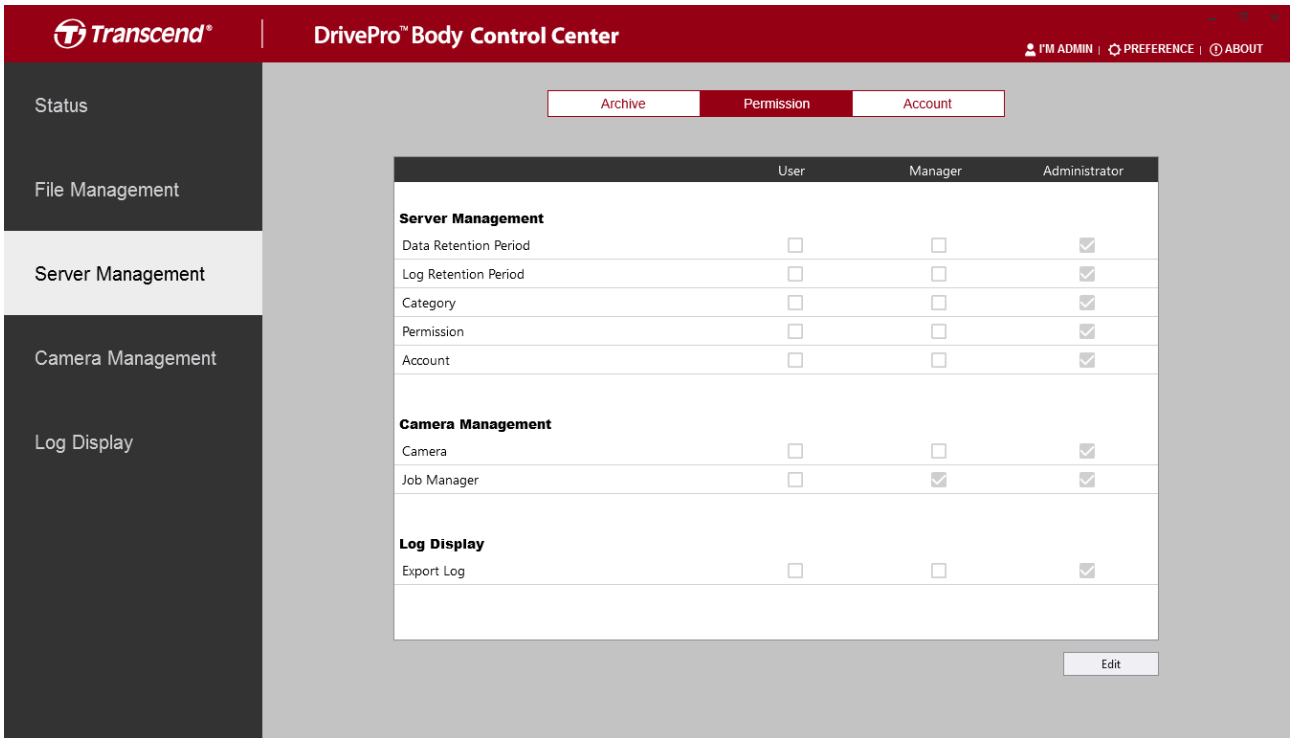 Transcend® DrivePro™ Body Control Center
I'M ADMIN | PREFERENCE | ABOUT
Status
File Management
Server Management
Camera Management
Log Display
Archive Permission Account
User Manager Administrator
Server Management
Data Retention Period
Log Retention Period
Category
Permission
Account
Camera Management
Camera
Job Manager
Log Display
Export Log
Edit